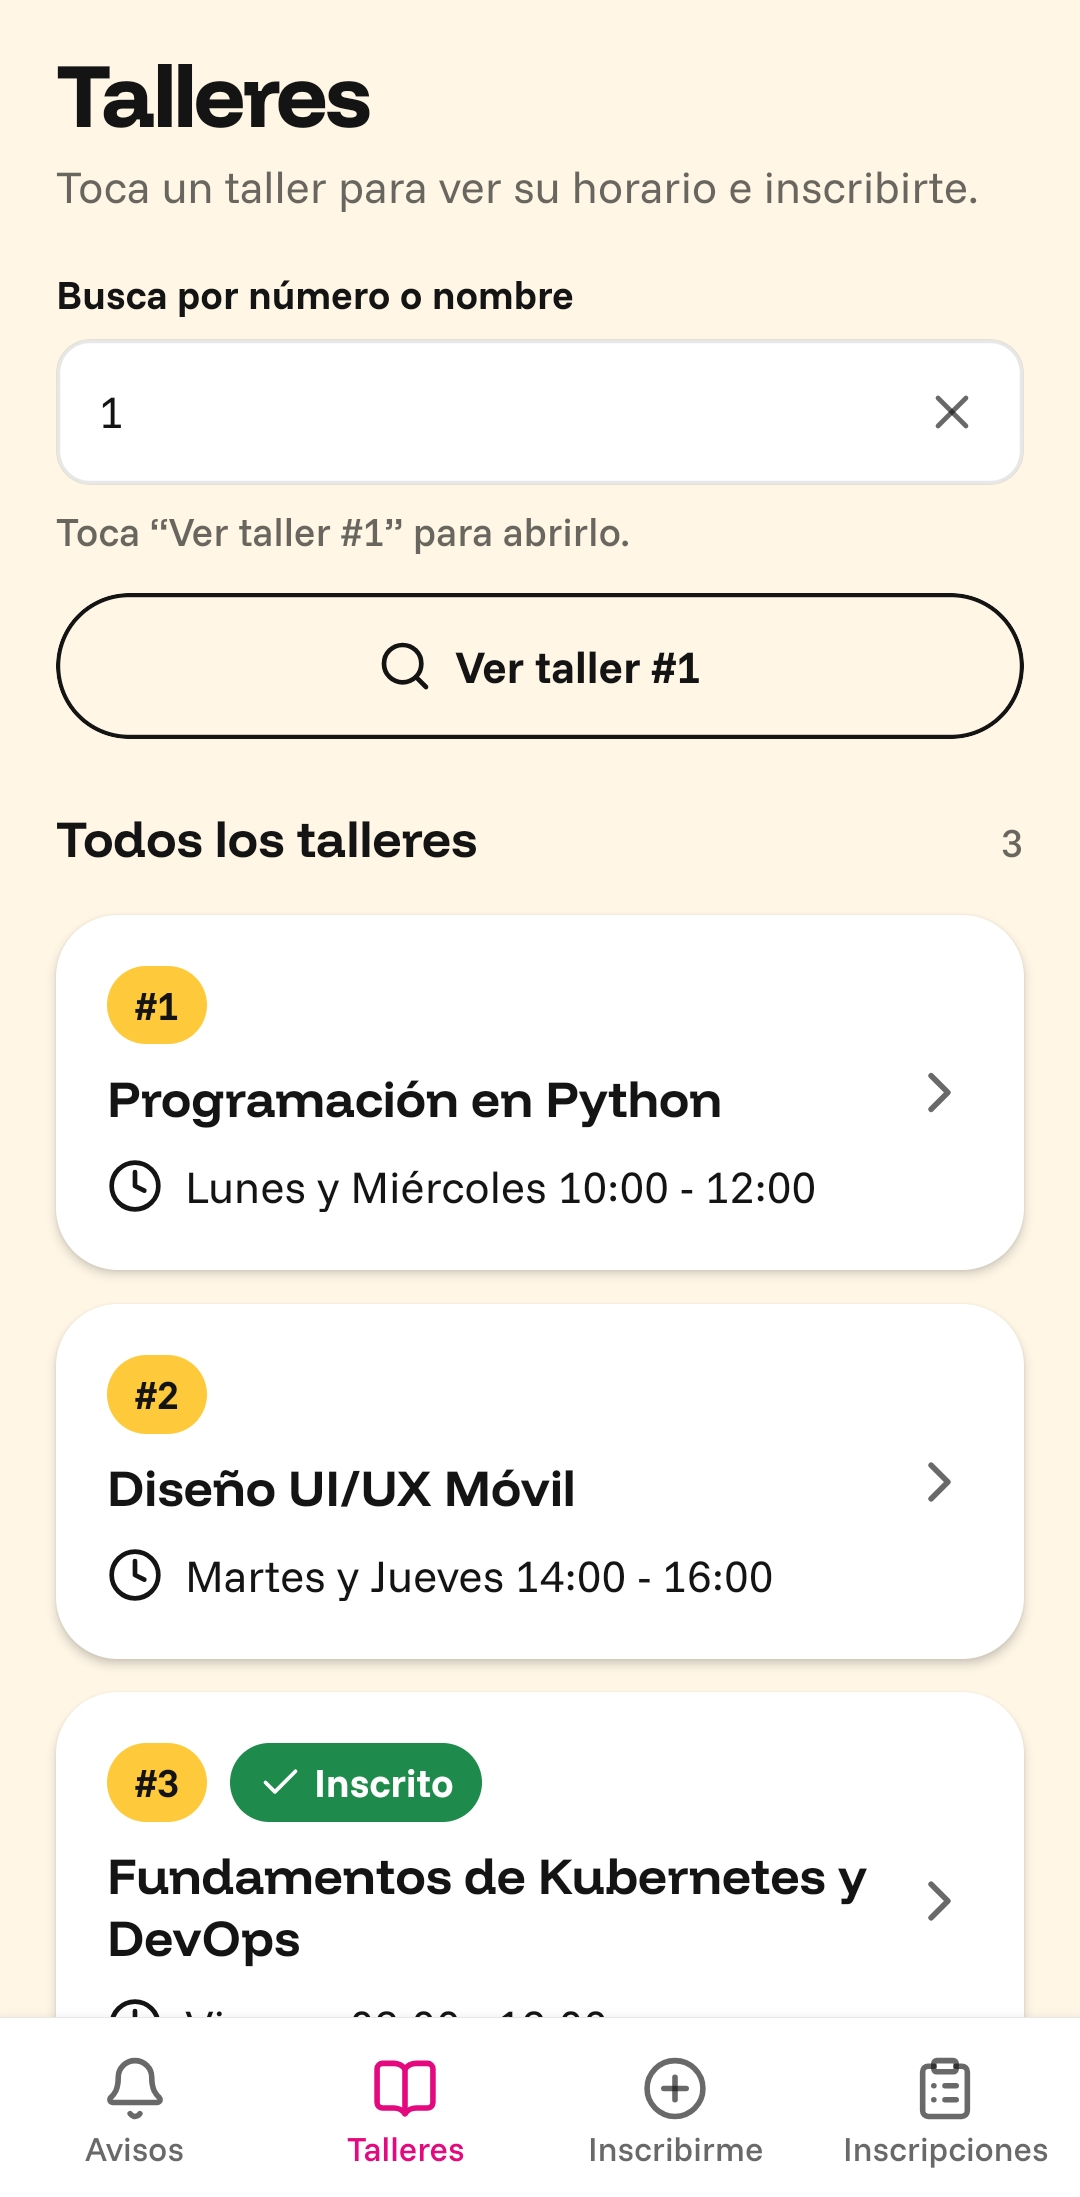 Talleres
Toca un taller para ver su horario e inscribirte.
Busca por número o nombre
1
Toca “Ver taller #1” para abrirlo.
Ver taller #1
Todos los talleres
3
#1
Programación en Python
Lunes y Miércoles 10:00 - 12:00
#2
Diseño UI/UX Móvil
Martes y Jueves 14:00 - 16:00
#3
Inscrito
Fundamentos de Kubernetes y
DevOps
Avisos
Talleres
Inscribirme
Inscripciones